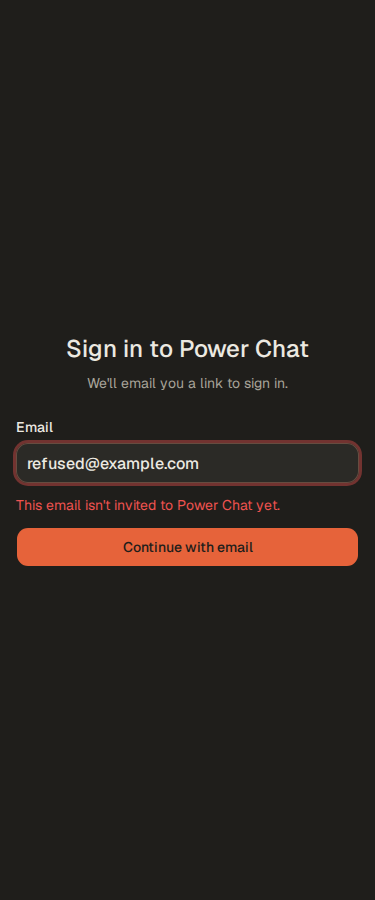 Sign in to Power Chat
We'll email you a link to sign in.
Email
refused@example.com
This email isn't invited to Power Chat yet.
Continue with email